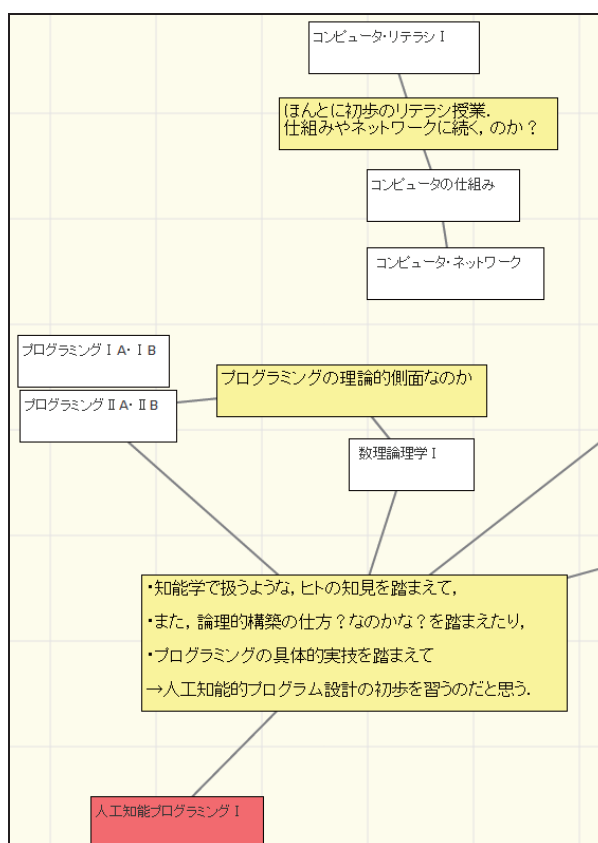 コンピュータ・リテラシⅠ
ほんとに初歩のリテラシ授業.
仕組みやネットワークに続く,のか？
コンピュータの仕組み
コンピュータ・ネットワーク
プログラミングⅠA・ⅠB
プログラミングⅡA・ⅡB
プログラミングの理論的側面なのか
数理論理学Ⅰ
・知能学で扱うような,ヒトの知見を踏まえて,
・また,論理的構築の仕方？なのかな？を踏まえたり,
・プログラミングの具体的実技を踏まえて
→人工知能的プログラム設計の初歩を習うのだと思う.
人工知能プログラミングⅠ